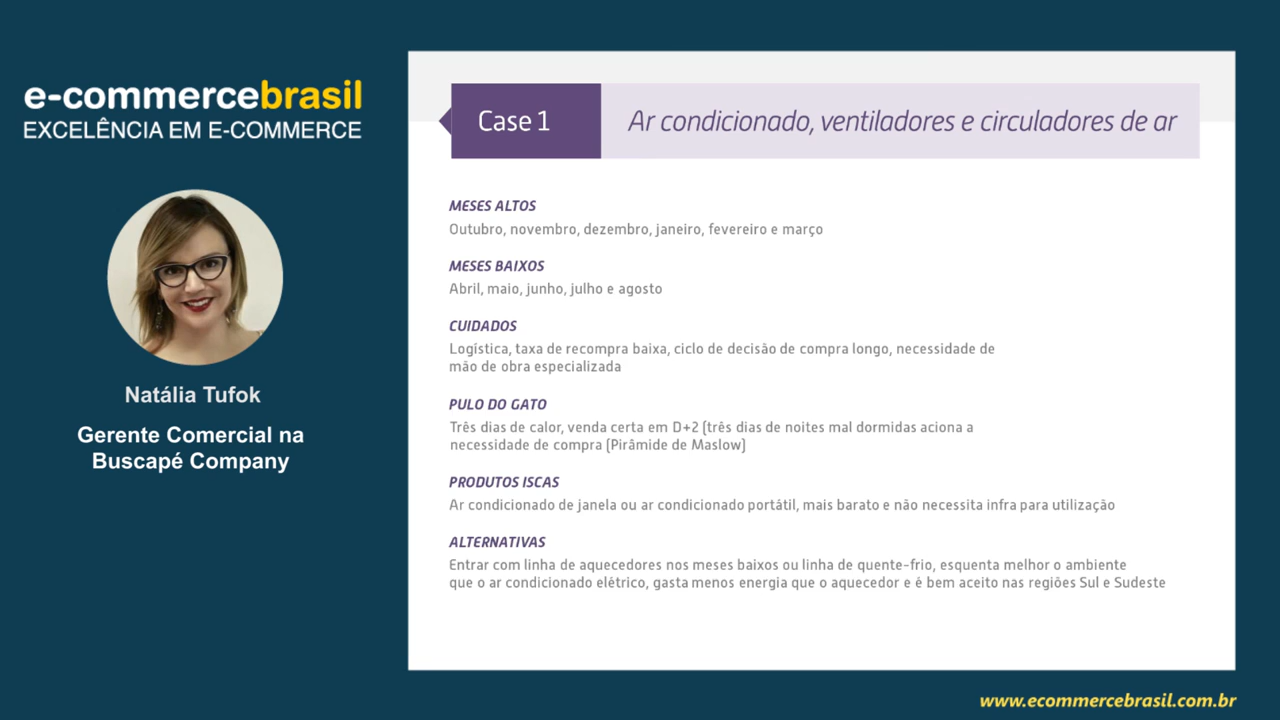 e-commercebrasil
EXCELÊNCIA EM E-COMMERCE
Natália Tufok
Gerente Comercial na
Buscapé Company
Case 1
Ar condicionado, ventiladores e circuladores de ar
MESES ALTOS
Outubro, novembro, dezembro, janeiro, fevereiro e março
MESES BAIXOS
Abril, maio, junho, julho e agosto
CUIDADOS
Logística, taxa de recompra baixa, ciclo de decisão de compra longo, necessidade de
mão de obra especializada
PULO DO GATO
Três dias de calor, venda certa em D+2 (três dias de noites mal dormidas aciona a
necessidade de compra (Pirâmide de Maslow)
PRODUTOS ISCAS
Ar condicionado de janela ou ar condicionado portátil, mais barato e não necessita infra para utilização
ALTERNATIVAS
Entrar com linha de aquecedores nos meses baixos ou linha de quente-frio, esquenta melhor o ambiente
que o ar condicionado elétrico, gasta menos energia que o aquecedor e é bem aceito nas regiões Sul e Sudeste
www.ecommercebrasil.com.br